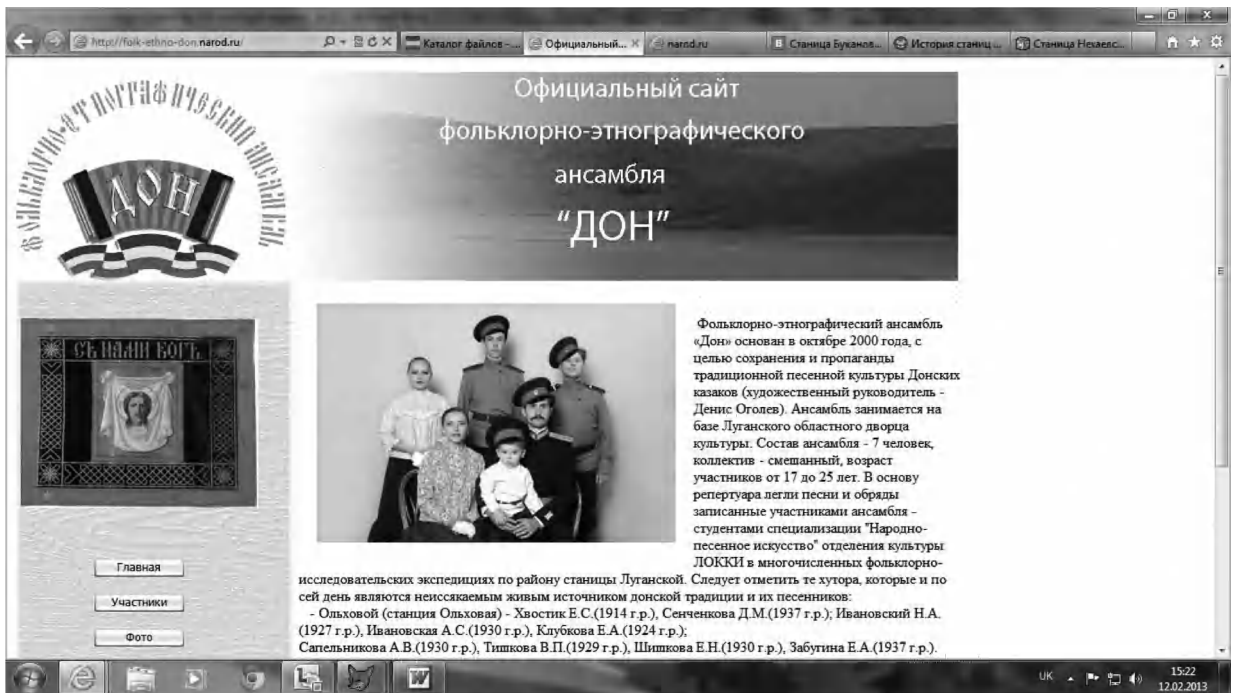 http://folk-ethno-don.narod.ru/
Каталог файлов – ...
Официальный...
narod.ru
Станица Буканов...
История станиц ...
Станица Нехаевс...
ФОЛЬКЛОРНО-ЭТНОГРАФИЧЕСКИЙ АНСАМБЛЬ
ДОН
Официальный сайт
фольклорно-этнографического
ансамбля
“ДОН”
СЪ НАМИ БОГЪ
Главная
Участники
Фото
Фольклорно-этнографический ансамбль
«Дон» основан в октябре 2000 года, с
целью сохранения и пропаганды
традиционной песенной культуры Донских
казаков (художественный руководитель -
Денис Оголев). Ансамбль занимается на
базе Луганского областного дворца
культуры. Состав ансамбля - 7 человек,
коллектив - смешанный, возраст
участников от 17 до 25 лет. В основу
репертуара легли песни и обряды
записанные участниками ансамбля -
студентами специализации "Народно-
песенное искусство" отделения культуры
ЛОККИ в многочисленных фольклорно-
исследовательских экспедициях по району станицы Луганской. Следует отметить те хутора, которые и по
сей день являются неиссякаемым живым источником донской традиции и их песенников:
- Ольховой (станция Ольховая) - Хвостик Е.С.(1914 г.р.), Сенченкова Д.М.(1937 г.р.); Ивановский Н.А.
(1927 г.р.), Ивановская А.С.(1930 г.р.), Клубкова Е.А.(1924 г.р.);
Сапельникова А.В.(1930 г.р.), Тишкова В.П.(1929 г.р.), Шишкова Е.Н.(1930 г.р.), Забугина Е.А.(1937 г.р.).
UK
15:22
12.02.2013